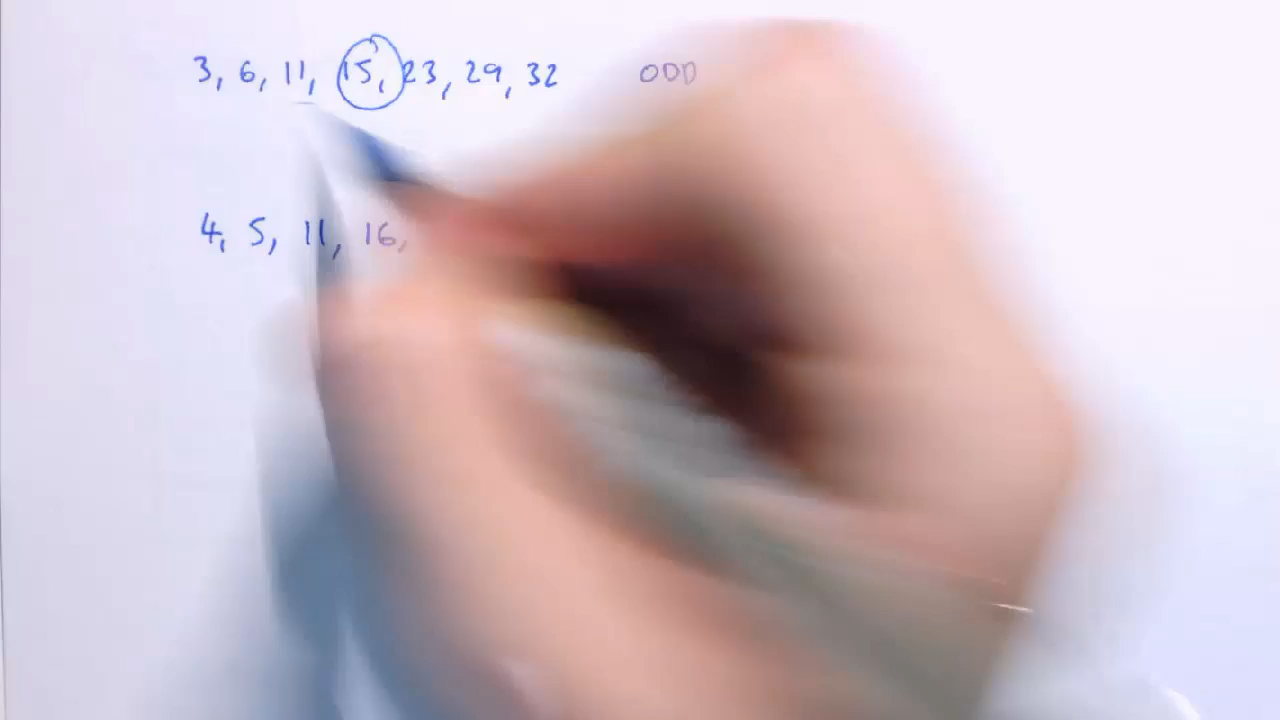 3, 6, 11, 15, 23, 29, 32 ODD
4, 5, 11, 16,